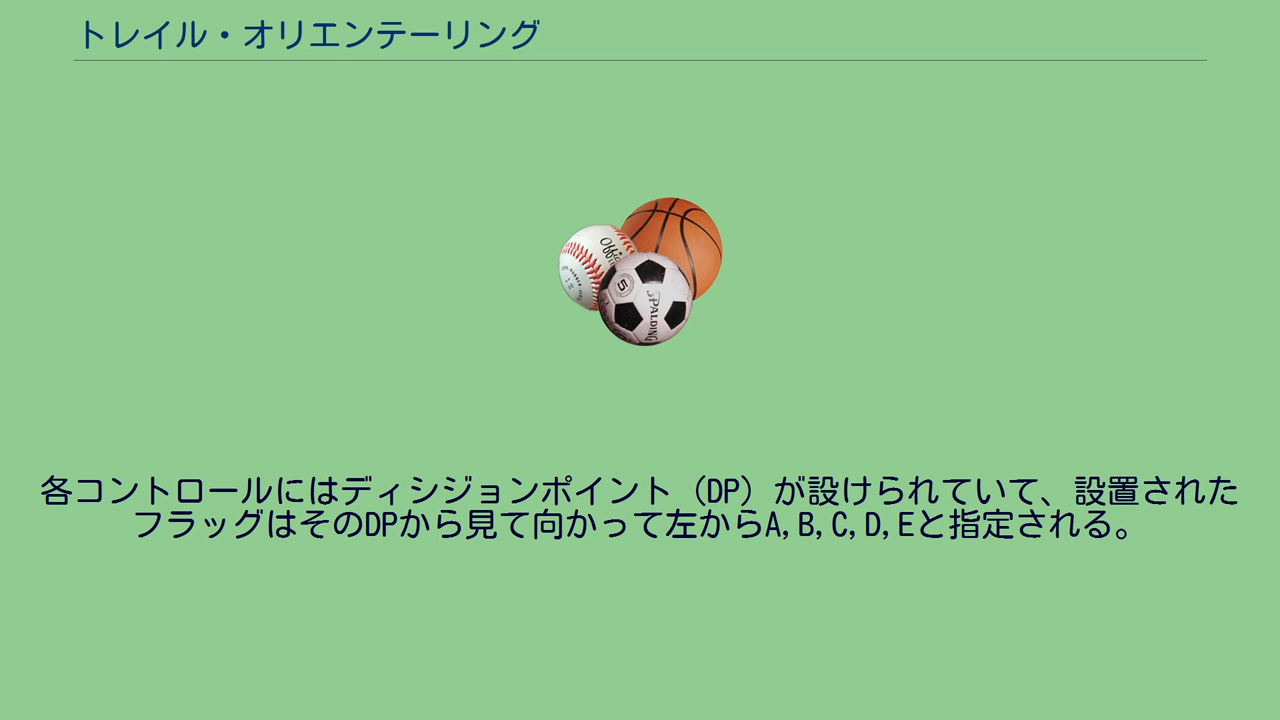 トレイル・オリエンテーリング
Offi
5
SPALDING
各コントロールにはディシジョンポイント（DP）が設けられていて、設置された
フラッグはそのDPから見て向かって左からA,B,C,D,Eと指定される。